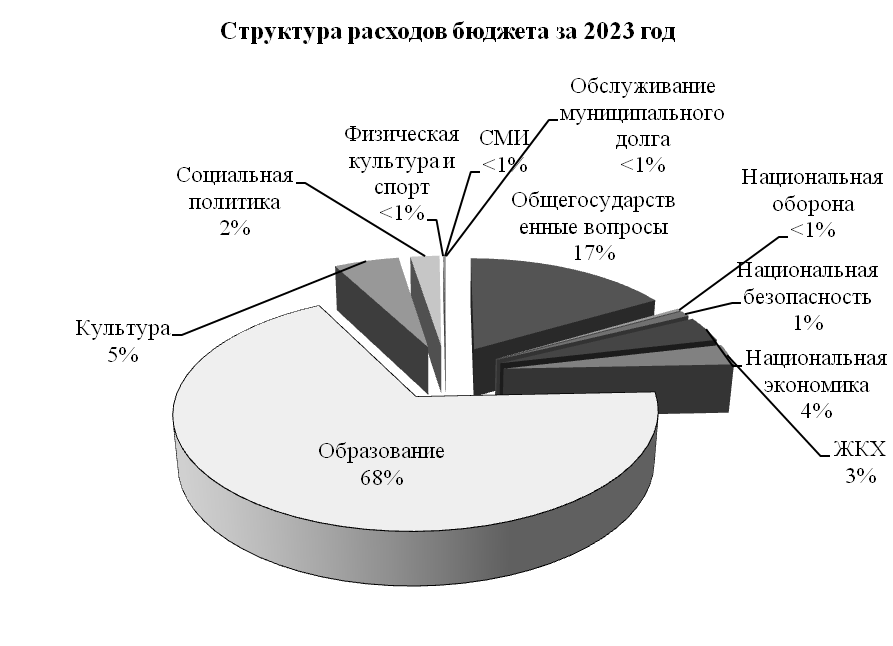 Структура расходов бюджета за 2023 год
Обслуживание
муниципального
долга
<1%
Физическая
культура и
спорт
<1%
СМИ
<1%
Социальная
политика
2%
Общегосударств
енные вопросы
17%
Национальная
оборона
<1%
Национальная
безопасность
1%
Культура
5%
Национальная
экономика
4%
ЖКХ
3%
Образование
68%